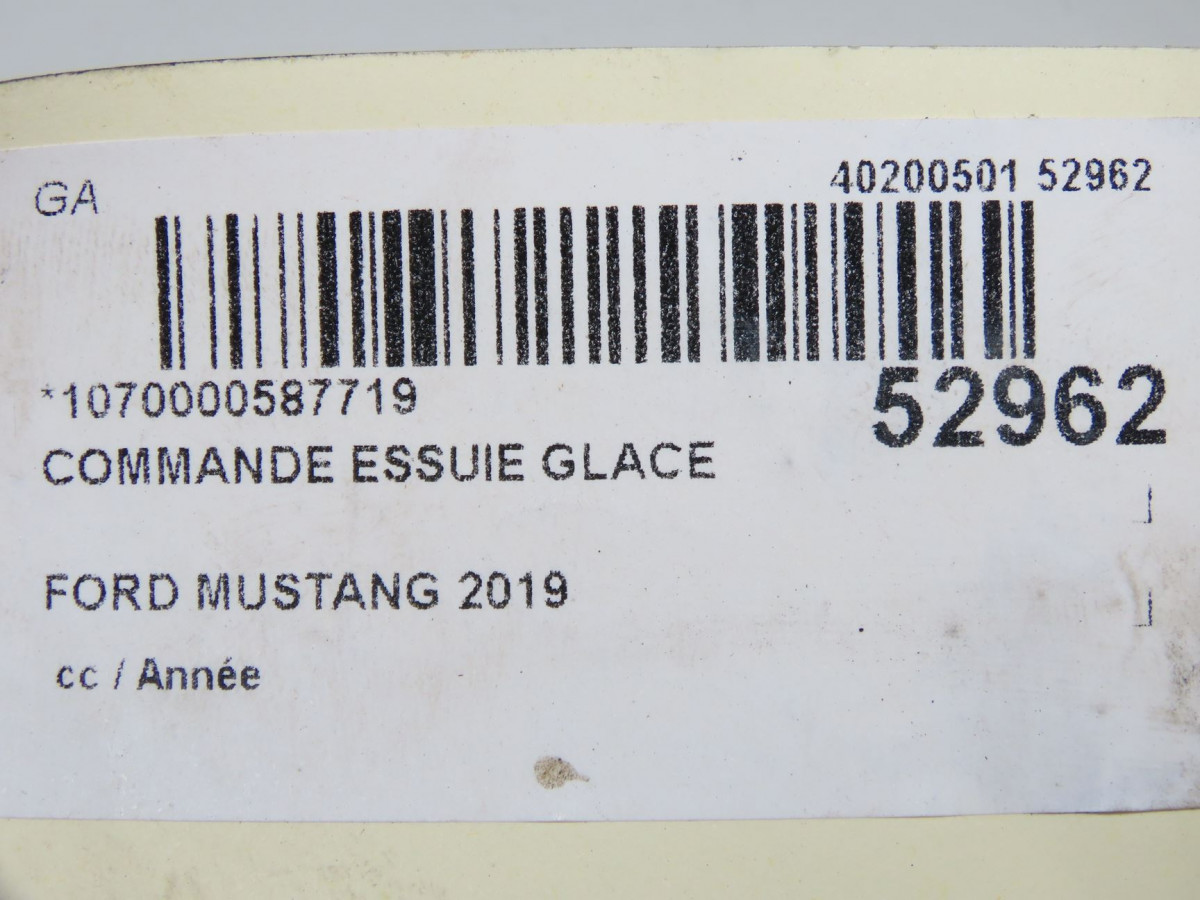 GA
40200501 52962
*1070000587719
52962
COMMANDE ESSUIE GLACE
FORD MUSTANG 2019
cc / Année